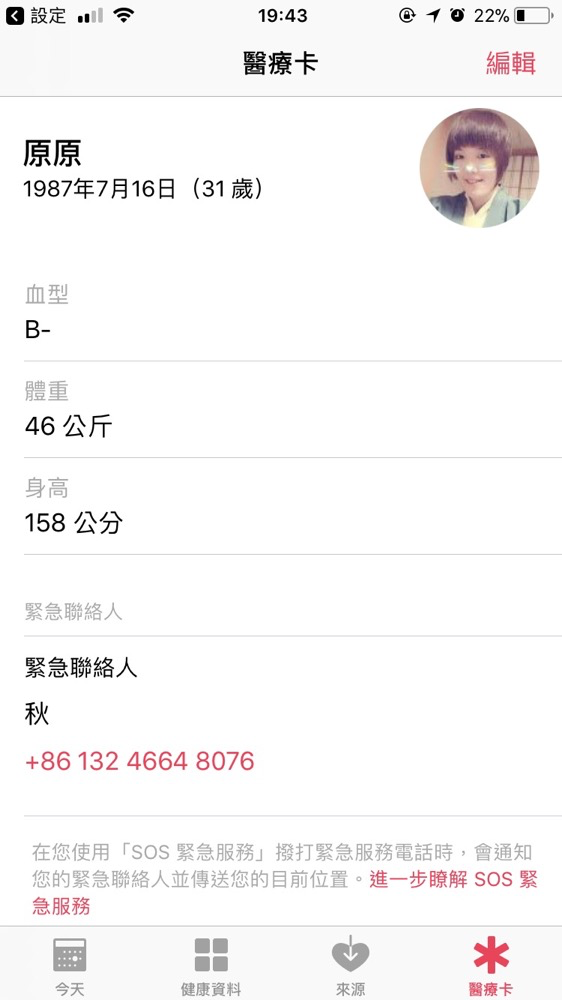 設定
19:43
22%
醫療卡
編輯
原原
1987年7月16日（31 歲）
血型
B-
體重
46 公斤
身高
158 公分
緊急聯絡人
緊急聯絡人
秋
+86 132 4664 8076
在您使用「SOS 緊急服務」撥打緊急服務電話時，會通知
您的緊急聯絡人並傳送您的目前位置。進一步瞭解 SOS 緊
急服務
今天
健康資料
來源
醫療卡